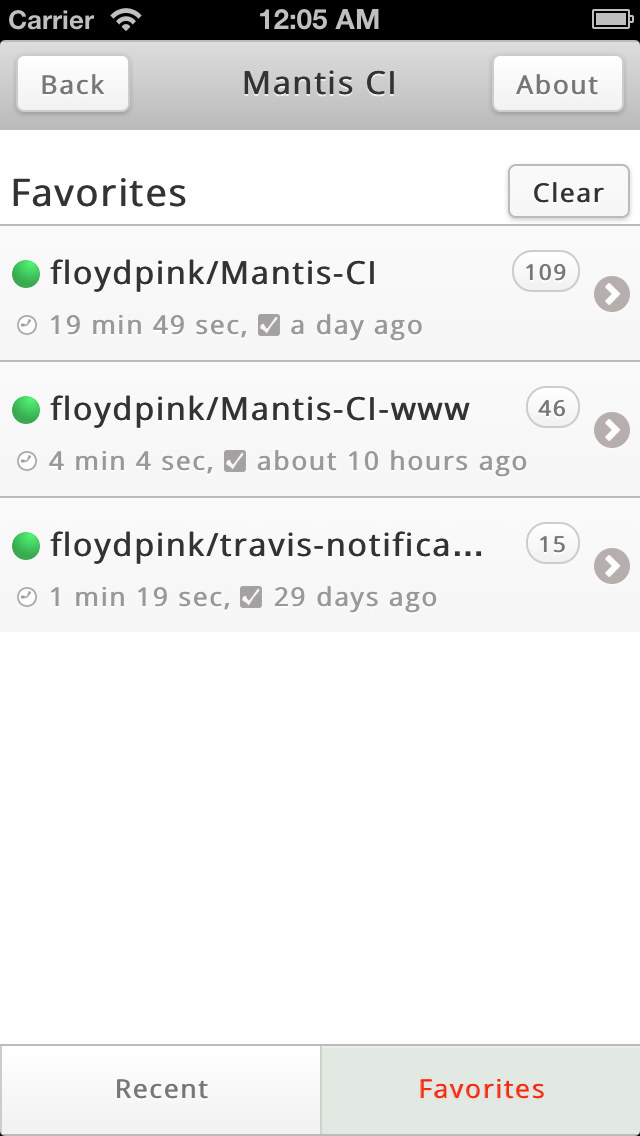 Carrier 12:05 AM
Back Mantis CI About
Favorites Clear
floydpink/Mantis-CI 109
19 min 49 sec, a day ago
floydpink/Mantis-CI-www 46
4 min 4 sec, about 10 hours ago
floydpink/travis-notifica... 15
1 min 19 sec, 29 days ago
Recent Favorites